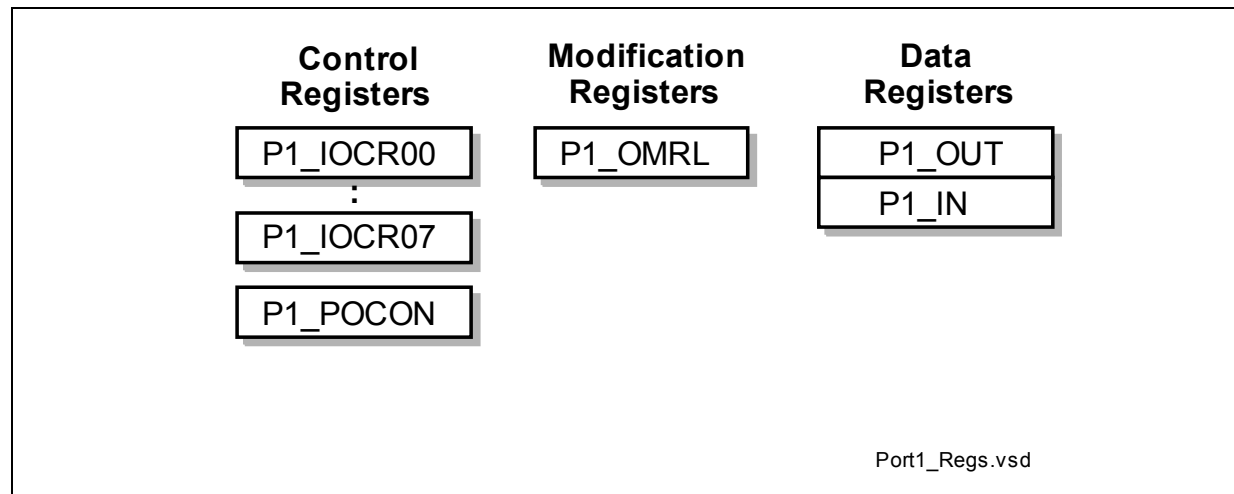 Control
Registers
P1_IOCR00
:
P1_IOCR07
P1_POCON
Modification
Registers
P1_OMRL
Data
Registers
P1_OUT
P1_IN
Port1_Regs.vsd